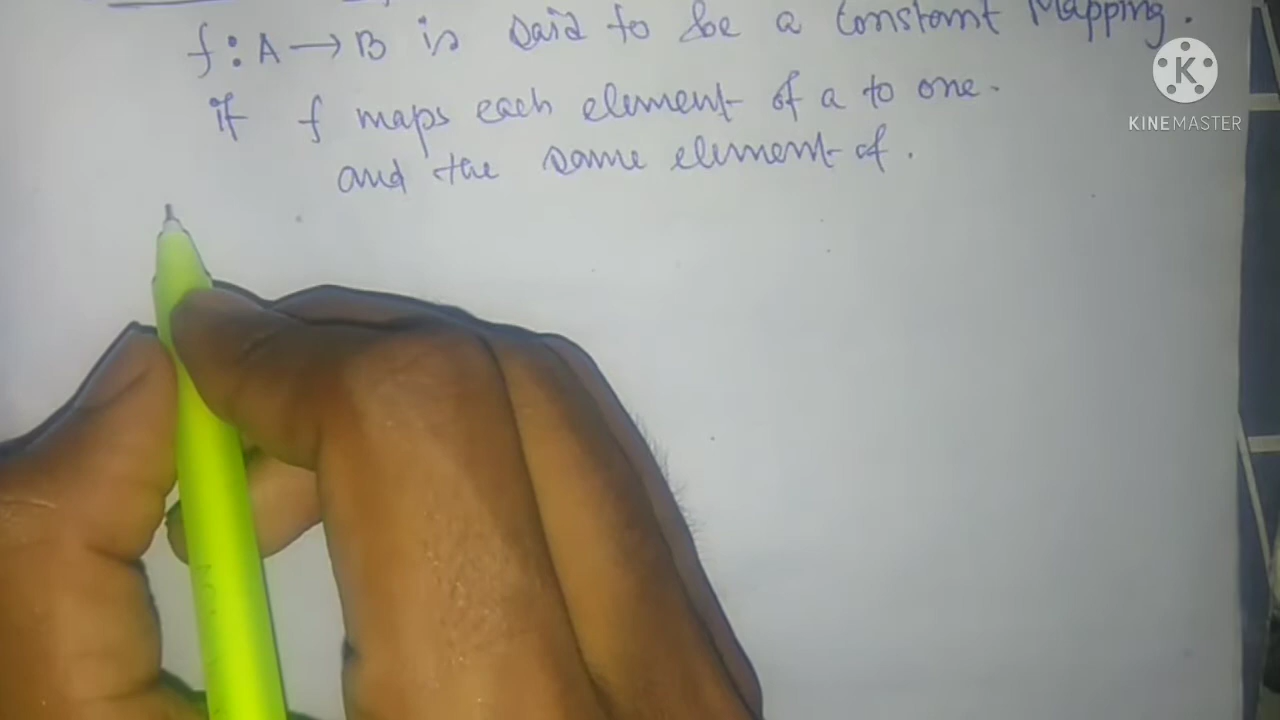 f : A → B is said to be a Constant Mapping.
if f maps each element of a to one.
and the same element of.
K
KINEMASTER